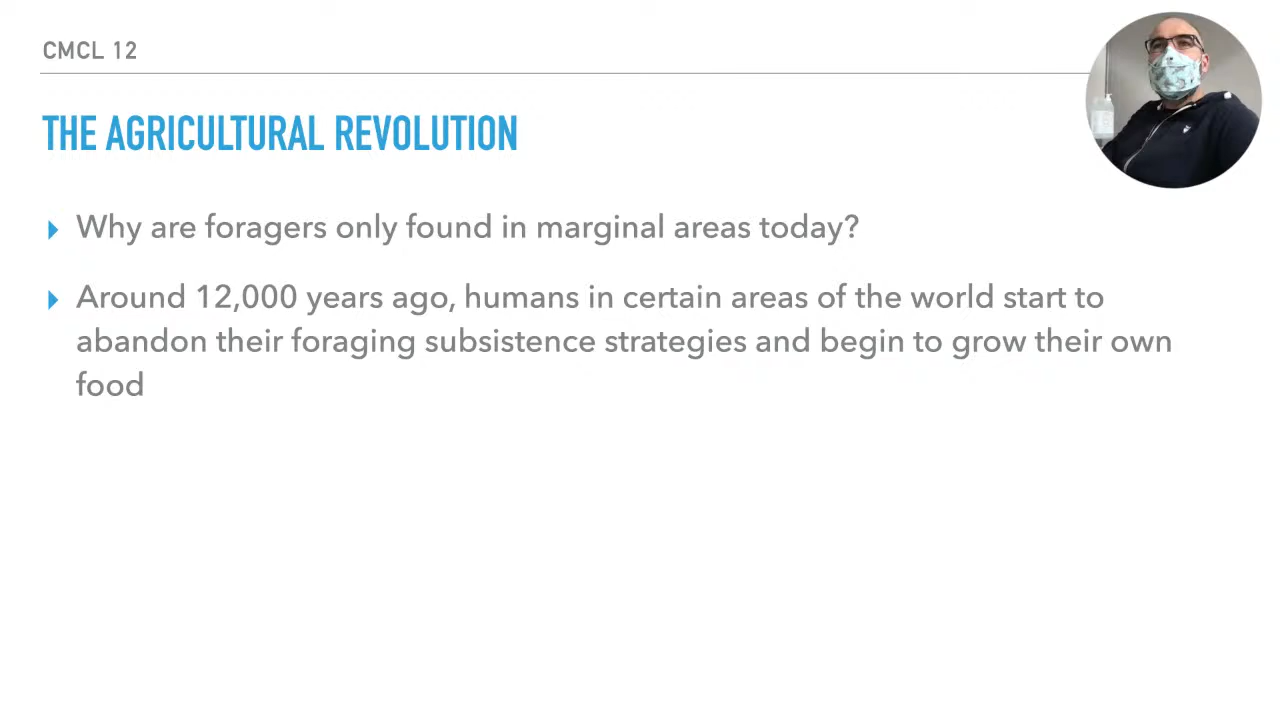 CMCL 12
THE AGRICULTURAL REVOLUTION
Why are foragers only found in marginal areas today?
Around 12,000 years ago, humans in certain areas of the world start to
abandon their foraging subsistence strategies and begin to grow their own
food